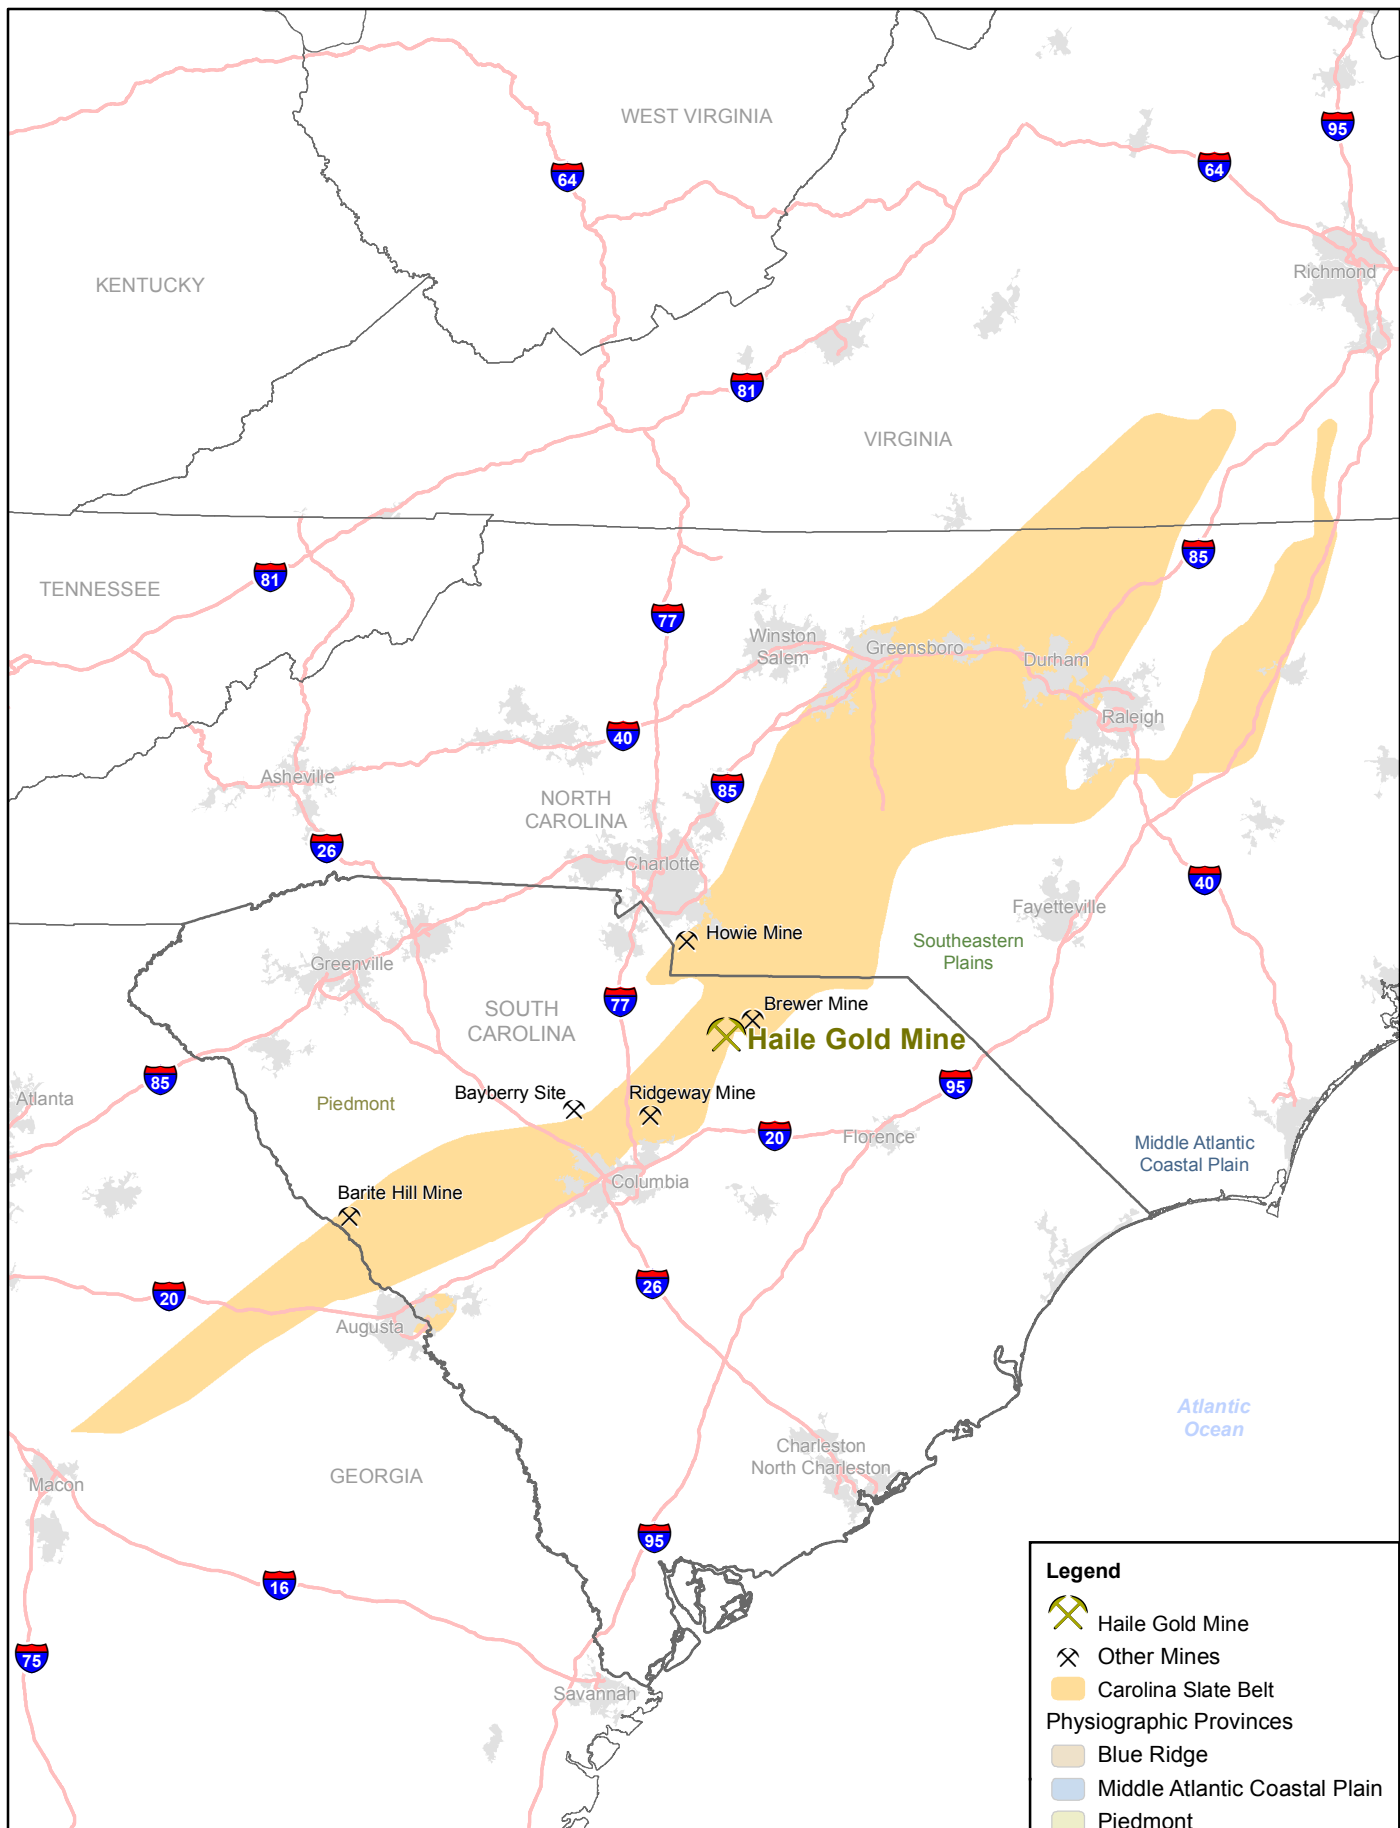 WEST VIRGINIA
95
64
64
KENTUCKY
Richmond
81
VIRGINIA
85
TENNESSEE
81
77
Winston
Salem
Greensboro
Durham
Raleigh
40
Asheville
85
NORTH
CAROLINA
26
Charlotte
40
Fayetteville
Howie Mine
Southeastern
Plains
Greenville
77
SOUTH
CAROLINA
Brewer Mine
Haile Gold Mine
85
95
Atlanta
Piedmont
Bayberry Site
Ridgeway Mine
20
Florence
Middle Atlantic
Coastal Plain
Columbia
Barite Hill Mine
26
20
Augusta
Atlantic
Ocean
Charleston
North Charleston
GEORGIA
Macon
95
16
75
Savannah
Legend
Haile Gold Mine
Other Mines
Carolina Slate Belt
Physiographic Provinces
Blue Ridge
Middle Atlantic Coastal Plain
Piedmont